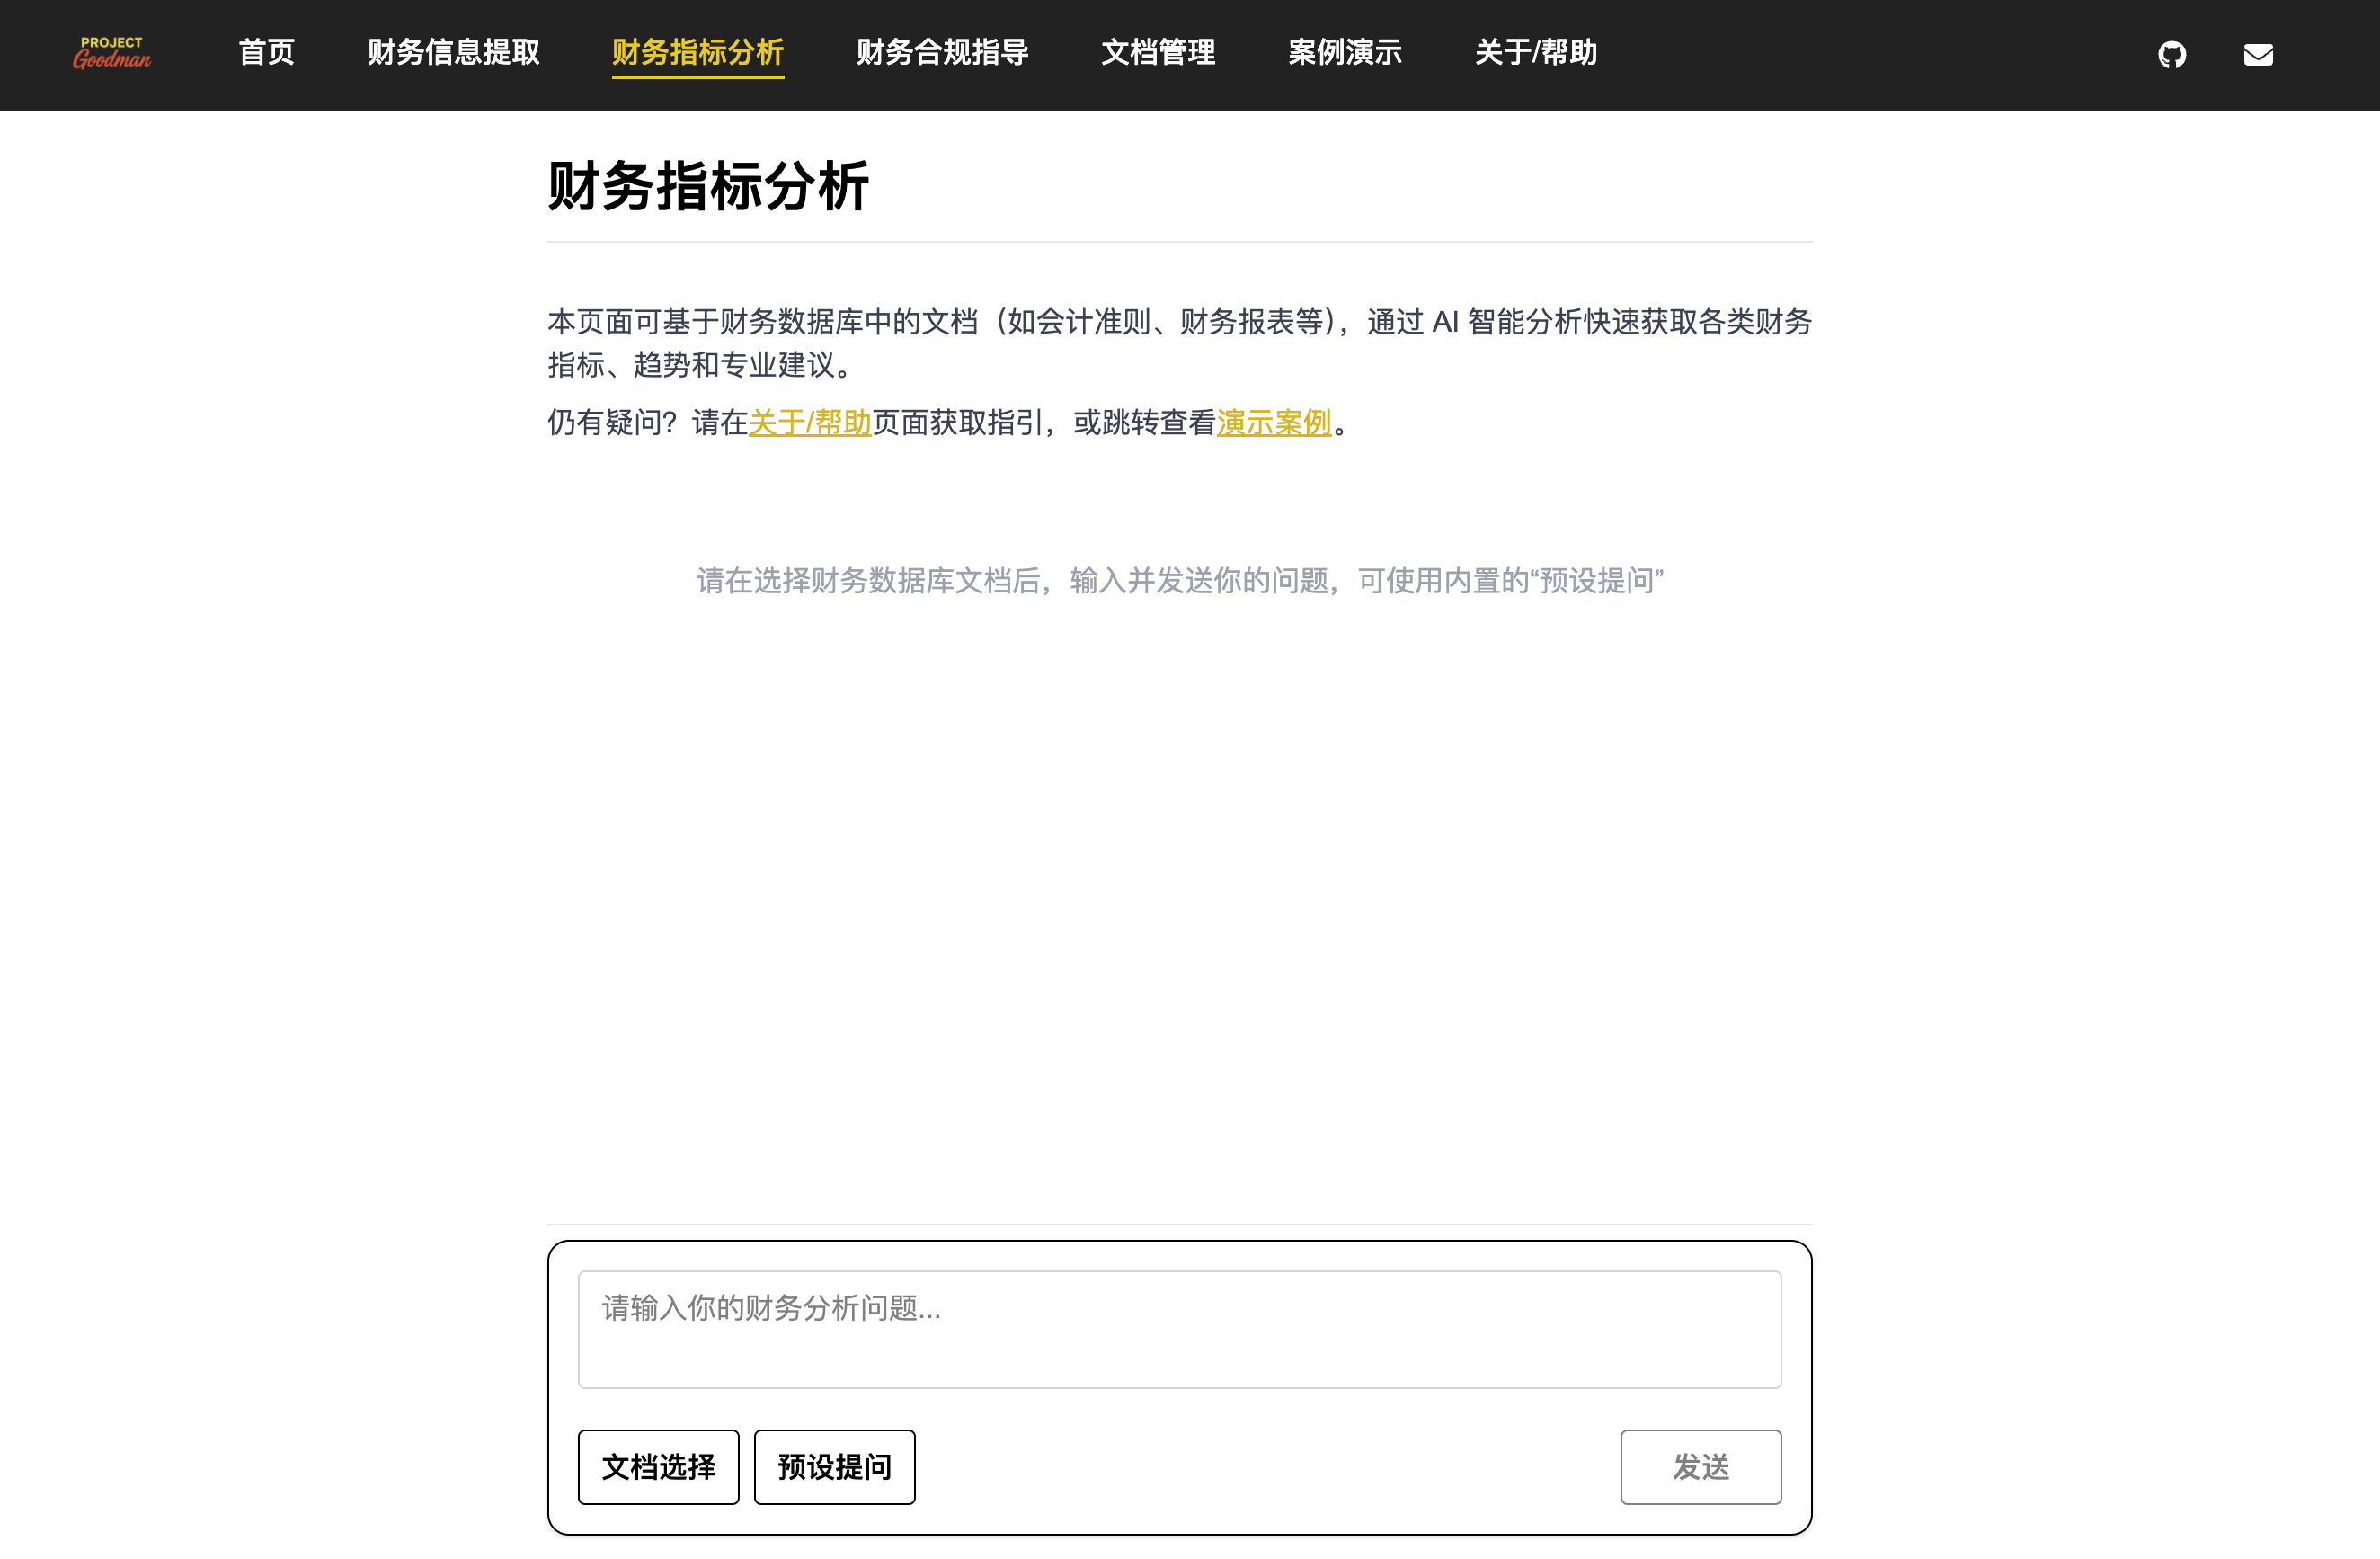 PROJECT
Goodman
首页 财务信息提取 财务指标分析 财务合规指导 文档管理 案例演示 关于/帮助
财务指标分析
本页面可基于财务数据库中的文档（如会计准则、财务报表等），通过 AI 智能分析快速获取各类财务
指标、趋势和专业建议。
仍有疑问？请在关于/帮助页面获取指引，或跳转查看演示案例。
请在选择财务数据库文档后，输入并发送你的问题，可使用内置的“预设提问”
请输入你的财务分析问题...
文档选择 预设提问 发送